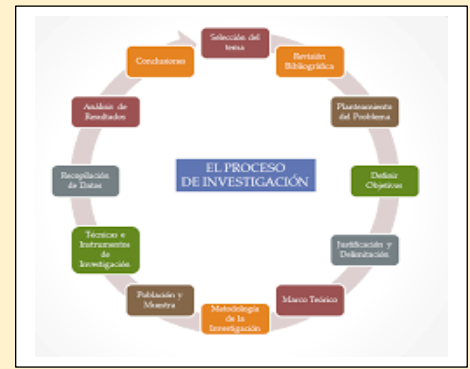 Selección del
tema
Revisión
Bibliográfica
Planteamiento
del Problema
Definir
Objetivos
Justificación y
Delimitación
Marco Teórico
Metodología
de la
Investigación
Población y
Muestra
Técnicas e
Instrumentos
de
Investigación
Recopilación
de Datos
Análisis de
Resultados
Conclusiones
EL PROCESO
DE INVESTIGACIÓN